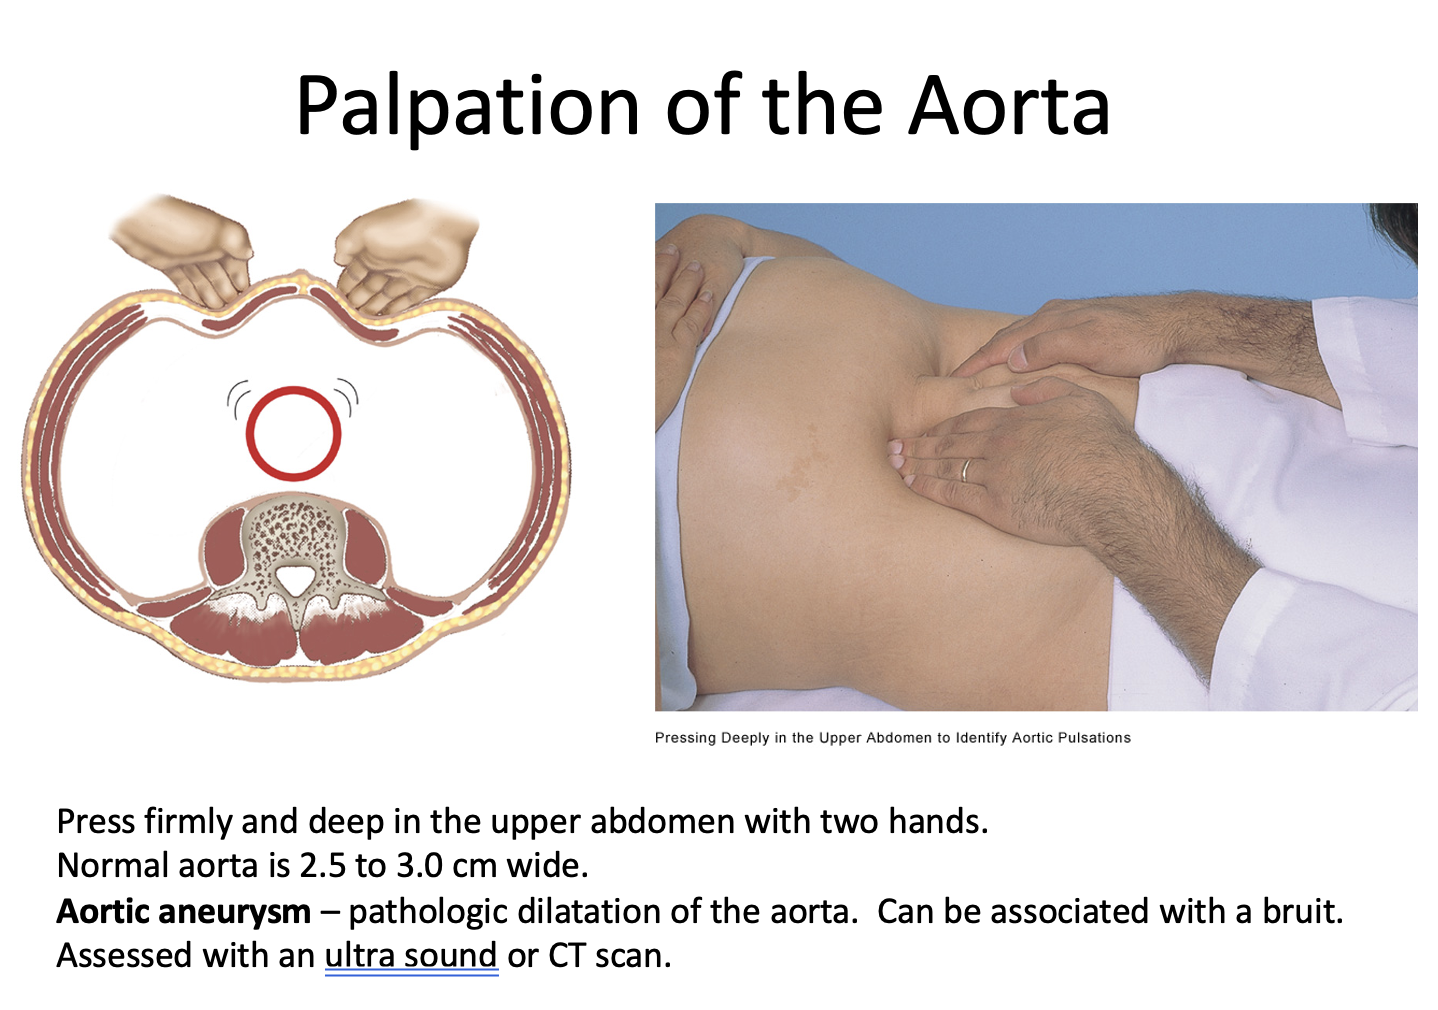 Palpation of the Aorta
Pressing Deeply in the Upper Abdomen to Identify Aortic Pulsations
Press firmly and deep in the upper abdomen with two hands.
Normal aorta is 2.5 to 3.0 cm wide.
Aortic aneurysm – pathologic dilatation of the aorta.  Can be associated with a bruit.
Assessed with an ultra sound or CT scan.